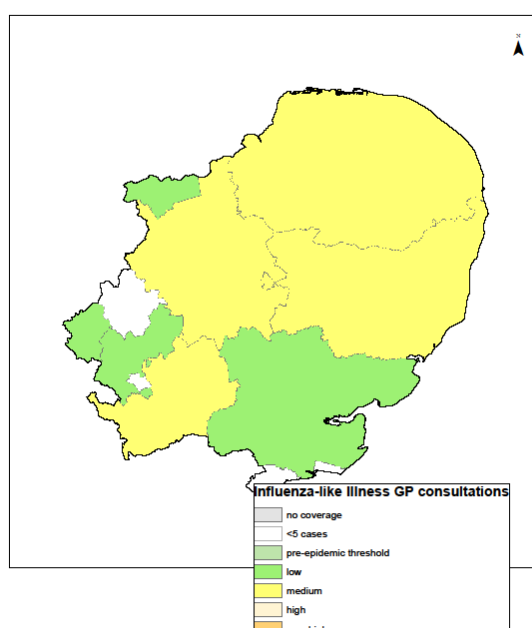 N
Influenza-like Illness GP consultations
no coverage
<5 cases
pre-epidemic threshold
low
medium
high